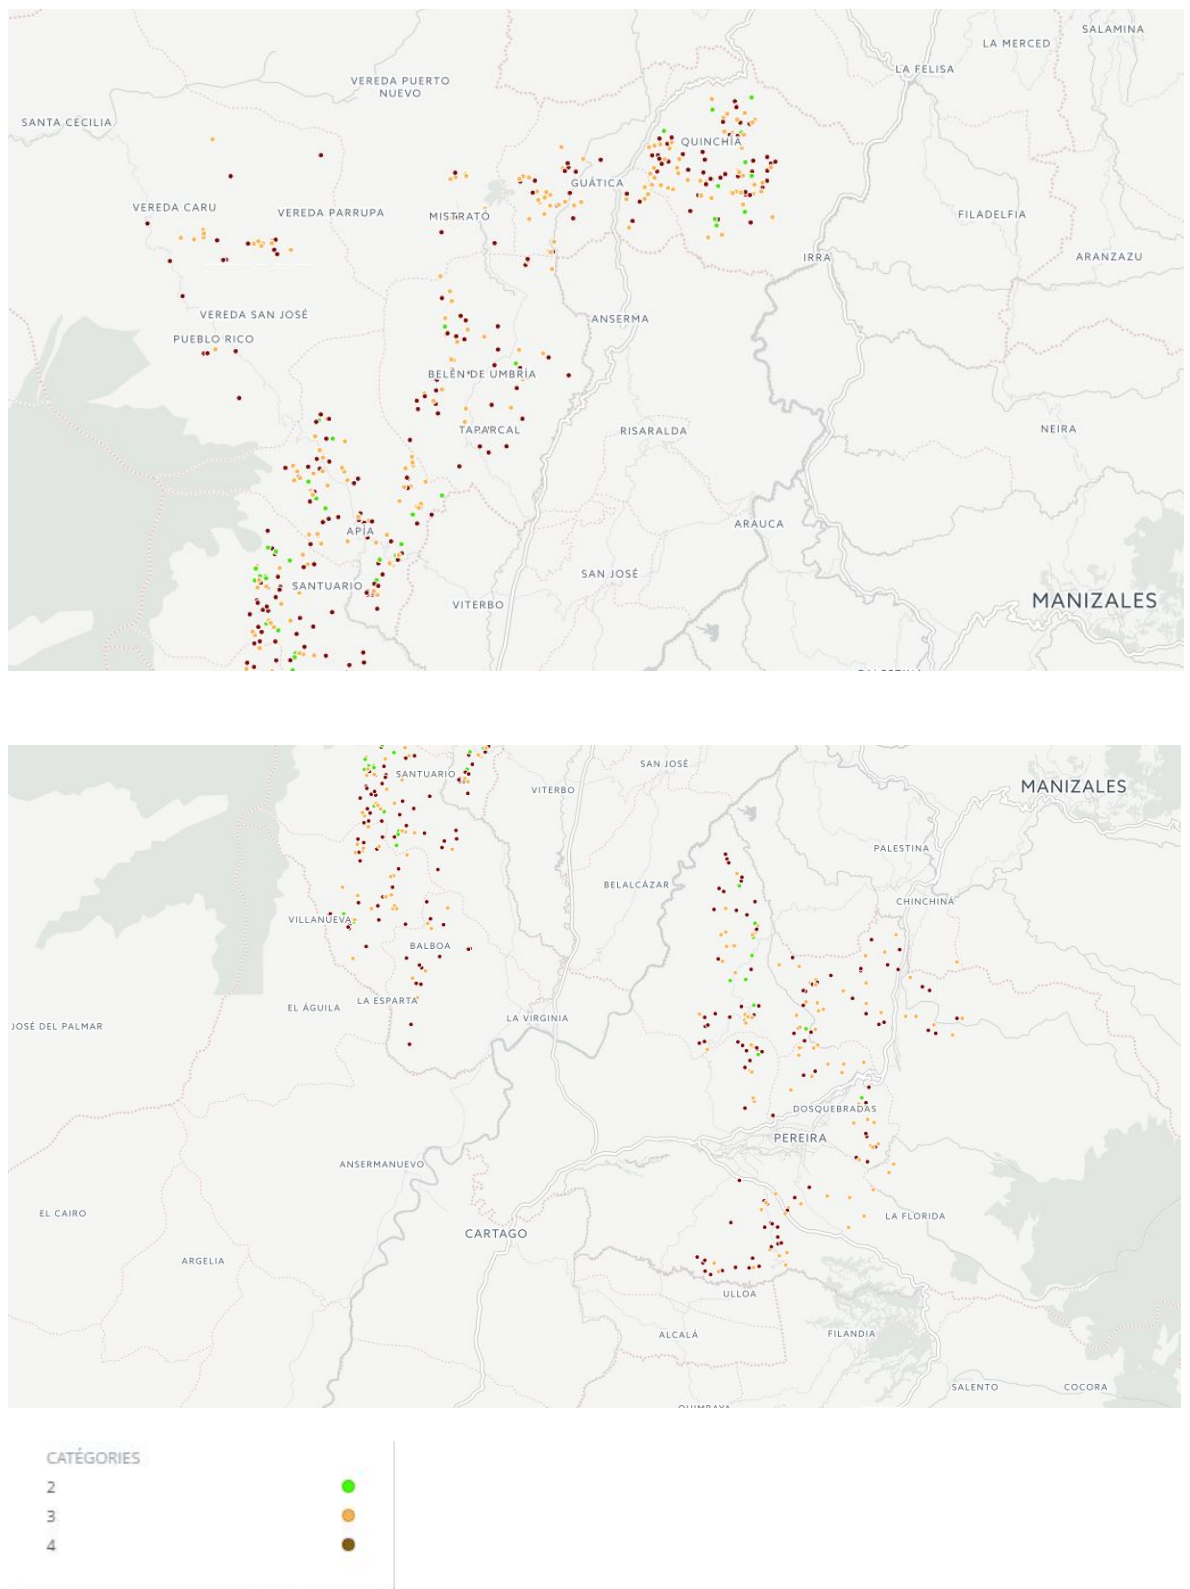 SALAMINA
LA MERCED
LA FELISA
VEREDA PUERTO
NUEVO
SANTA CECILIA
QUINCHÍA
GUÁTICA
VEREDA CARU
VEREDA PARRUPA
MISTRATÓ
FILADELFIA
IRRA
ARANZAZU
VEREDA SAN JOSÉ
ANSERMA
PUEBLO RICO
BELÉN DE UMBRÍA
TAPARCAL
RISARALDA
NEIRA
ARAUCA
APÍA
SAN JOSÉ
SANTUARIO
VITERBO
MANIZALES
SAN JOSÉ
SANTUARIO
VITERBO
MANIZALES
PALESTINA
BELALCÁZAR
CHINCHINÁ
VILLANUEVA
BALBOA
LA ESPARTA
EL ÁGUILA
LA VIRGINIA
JOSÉ DEL PALMAR
DOSQUEBRADAS
PEREIRA
ANSERMANUEVO
EL CAIRO
LA FLORIDA
CARTAGO
ARGELIA
ULLOA
ALCALÁ
FILANDIA
SALENTO
COCORA
CATÉGORIES
2
3
4